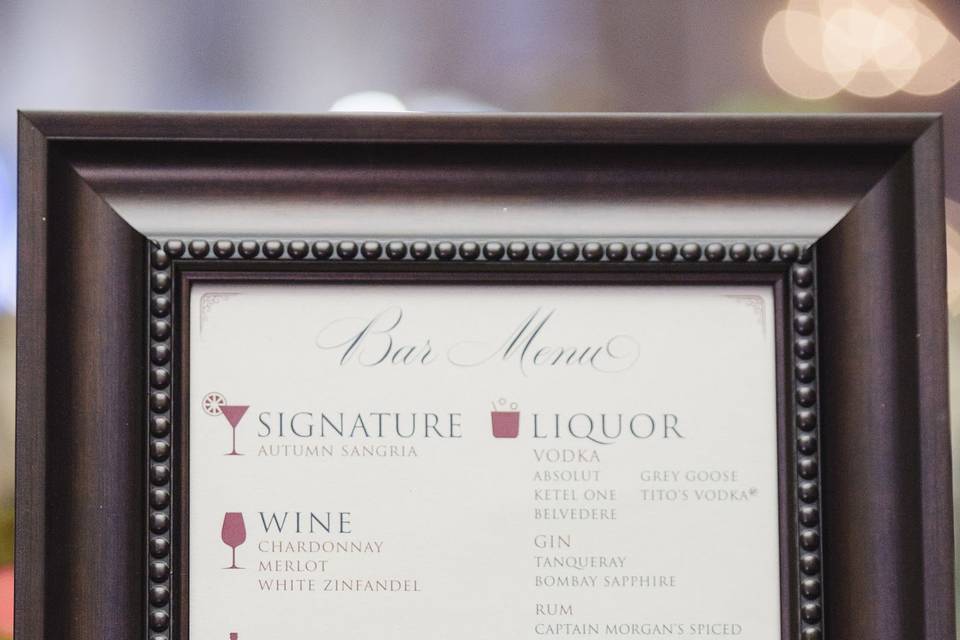 Bar Menu
SIGNATURE
AUTUMN SANGRIA
WINE
CHARDONNAY
MERLOT
WHITE ZINFANDEL
LIQUOR
VODKA
ABSOLUT GREY GOOSE
KETEL ONE TITO'S VODKA®
BELVEDERE
GIN
TANQUERAY
BOMBAY SAPPHIRE
RUM
CAPTAIN MORGAN'S SPICED